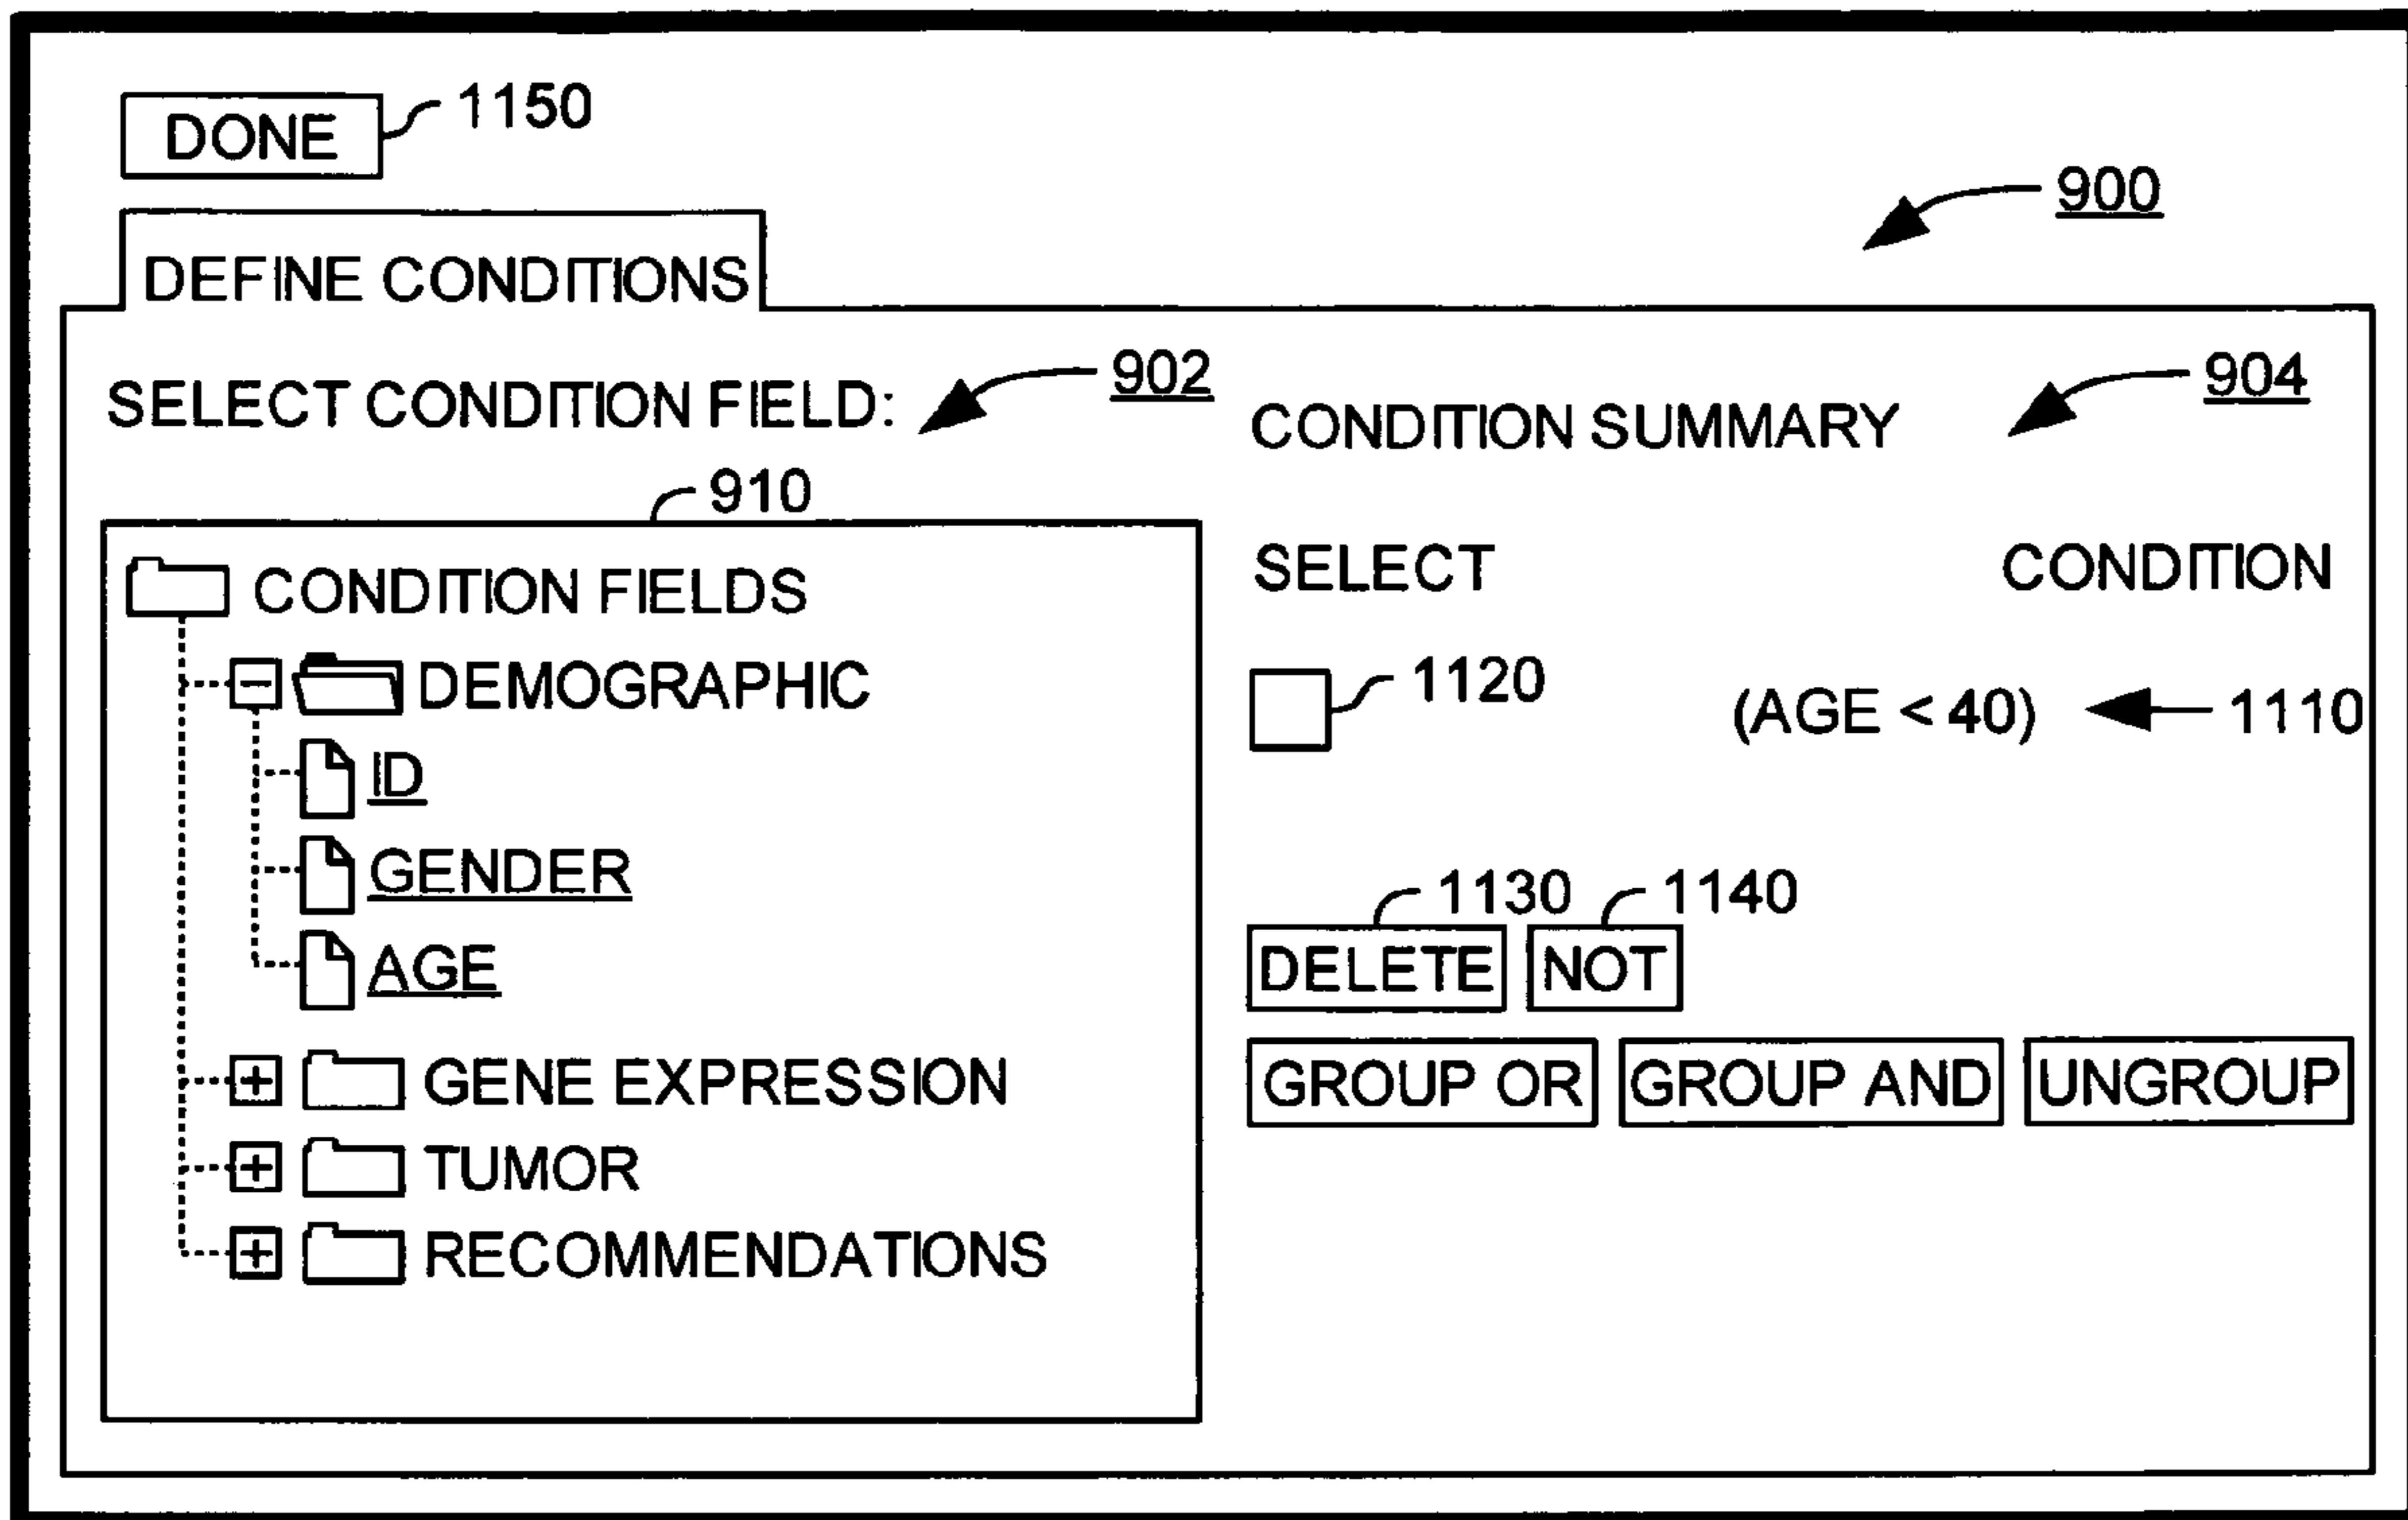 DONE 1150
900
DEFINE CONDITIONS
SELECT CONDITION FIELD: 902
910
CONDITION FIELDS
DEMOGRAPHIC
ID
GENDER
AGE
GENE EXPRESSION
TUMOR
RECOMMENDATIONS
904
CONDITION SUMMARY
SELECT CONDITION
1120 (AGE < 40) 1110
1130 1140
DELETE NOT
GROUP OR GROUP AND UNGROUP